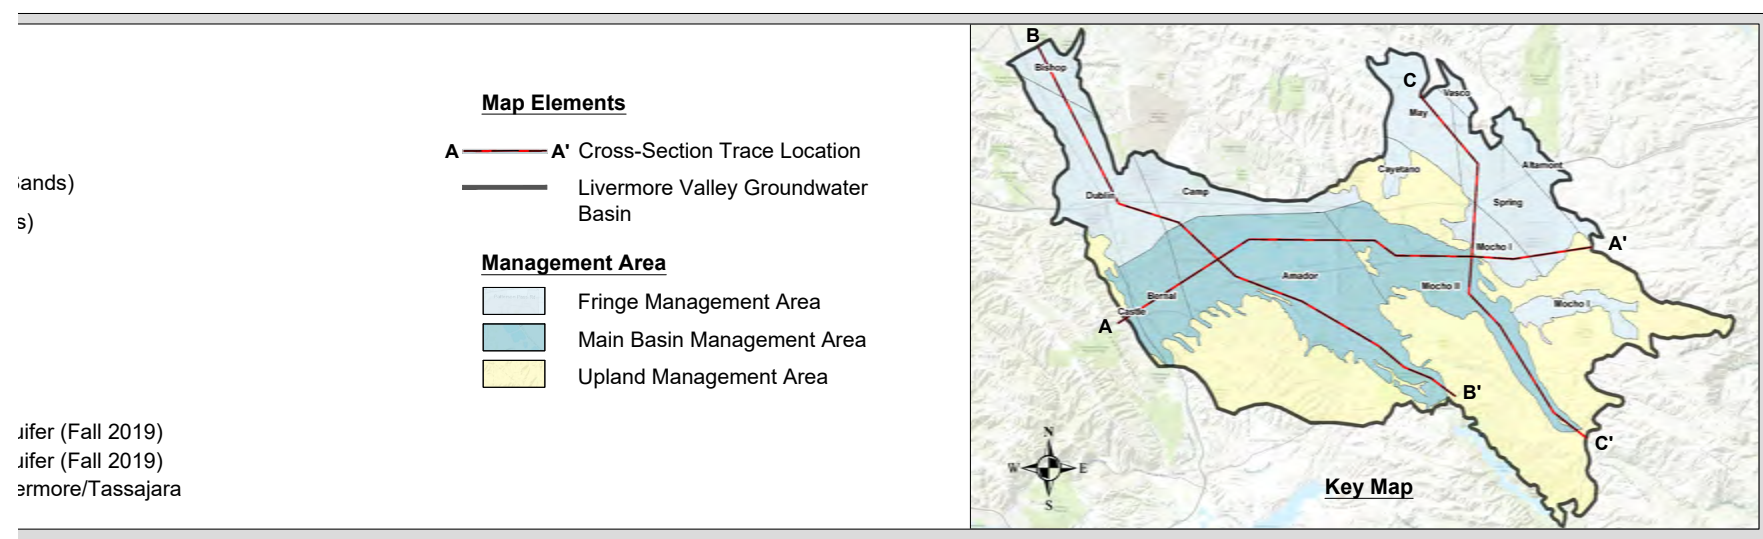 ands)
s)
uifer (Fall 2019)
uifer (Fall 2019)
ermore/Tassajara
Map Elements
A A' Cross-Section Trace Location
Livermore Valley Groundwater
Basin
Management Area
Fringe Management Area
Main Basin Management Area
Upland Management Area
B
Bishop
C
Vasco
May
Altamont
Cayetano
Camp
Dublin
Spring
Mocho I
A'
Amador
Mocho II
Bernal
Mocho I
Castle
A
B'
C'
N
W E
S
Key Map